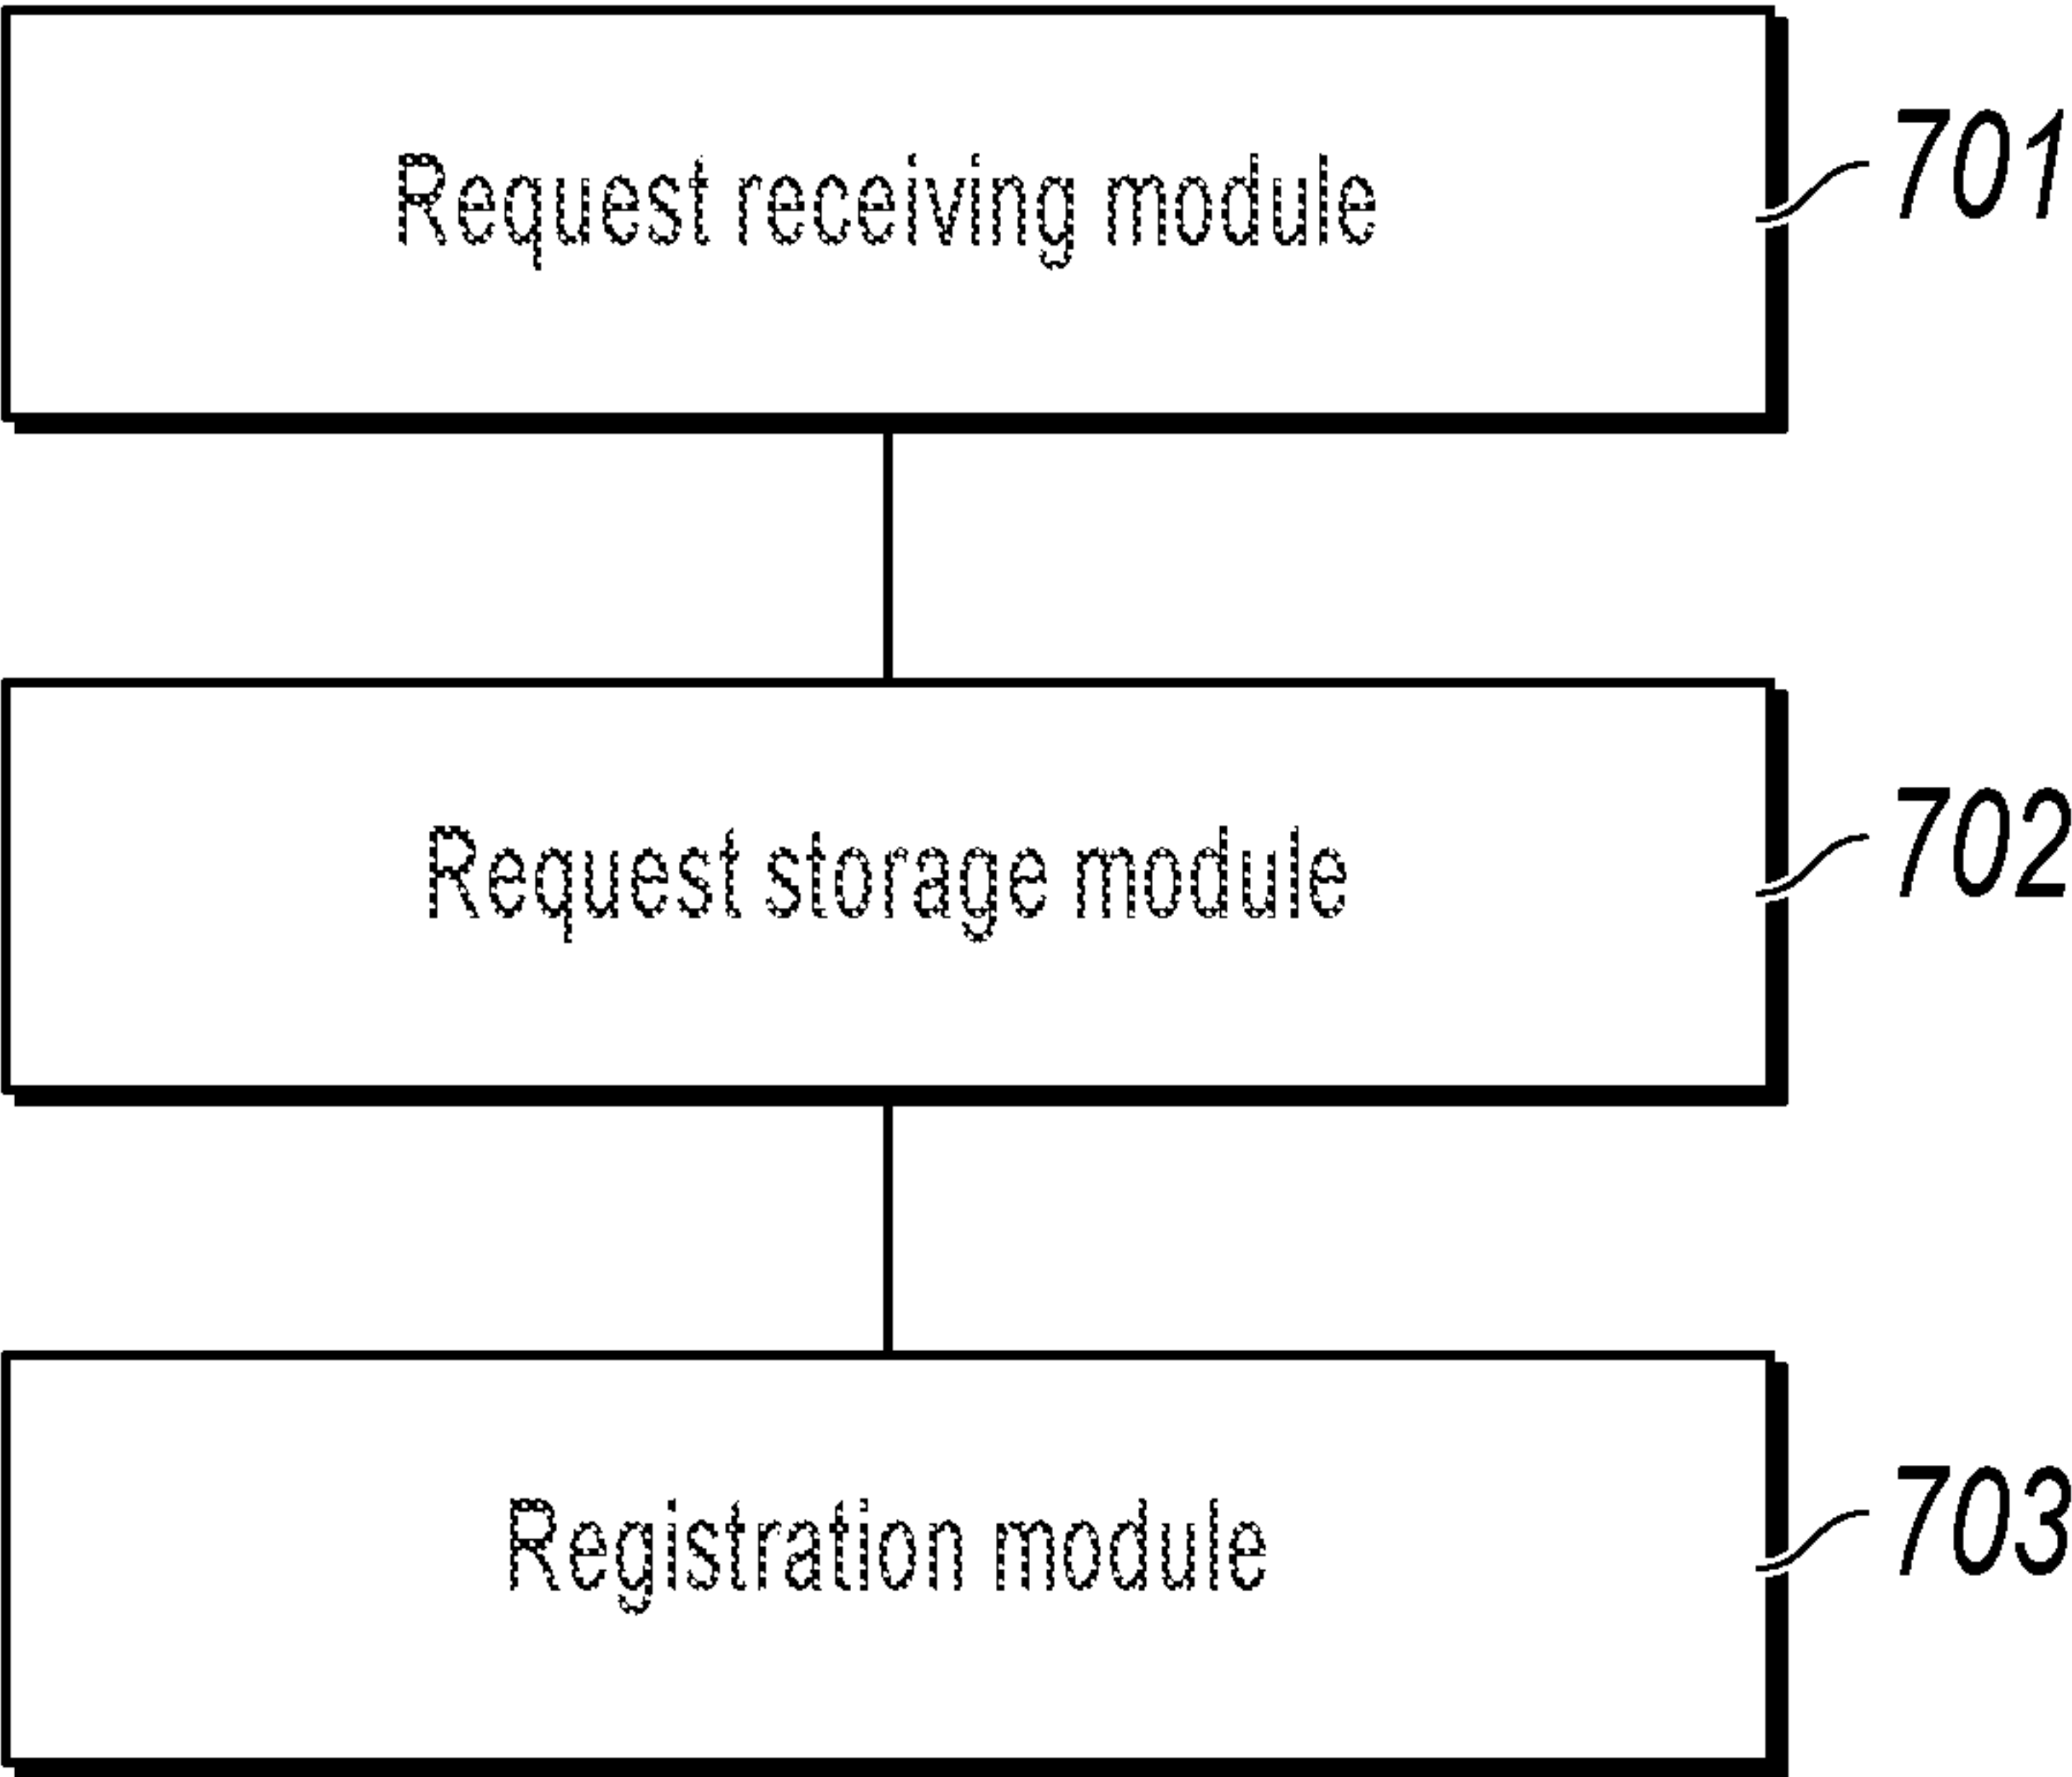 Request receiving module
701
Request storage module
702
Registration module
703